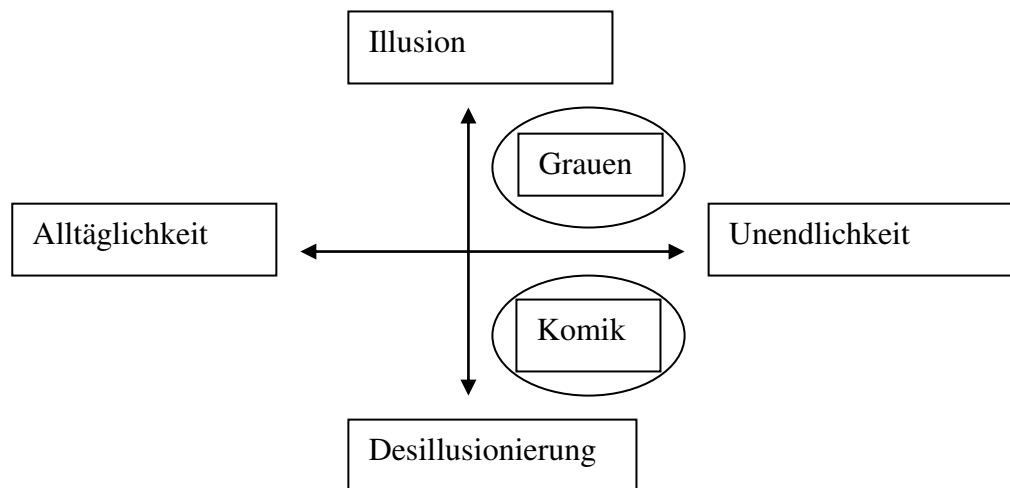 Illusion
Grauen
Alltäglichkeit
Unendlichkeit
Komik
Desillusionierung